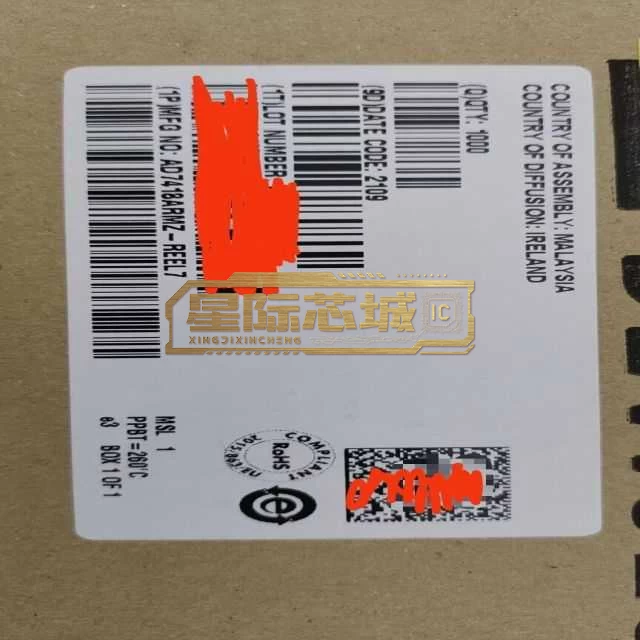 COUNTRY OF ASSEMBLY: MALAYSIA
COUNTRY OF DIFFUSION: IRELAND
(Q)QTY: 1000
(9D)DATE CODE: 2109
(1T)LOT NUMBER
(1P)MFG NO: AD7418ARMZ-REEL7
星际芯城 IC
XINGJIXINCHENG
MSL 1
PPBT = 260°C
e3 BOX 1 OF 1
COMPLIANT
RoHS
e